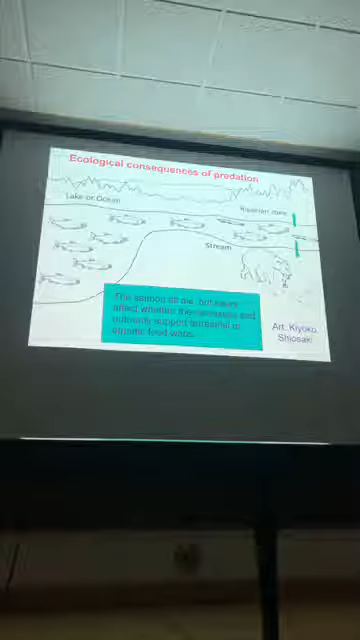 Ecological consequences of predation
Lake or Ocean
Riparian zone
Stream
The salmon all die, but bears
affect whether the carcasses and
nutrients support terrestrial or
aquatic food webs.
Art: Kiyoko
Shiosaki